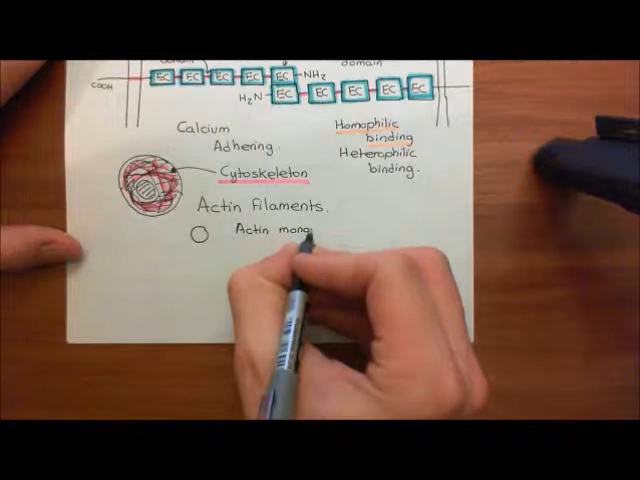 domain
COOH EC EC EC EC EC NH₂
H₂N EC EC EC EC EC
Calcium
Adhering
Homophilic
binding
Heterophilic
binding.
Cytoskeleton
Actin Filaments.
Actin mono